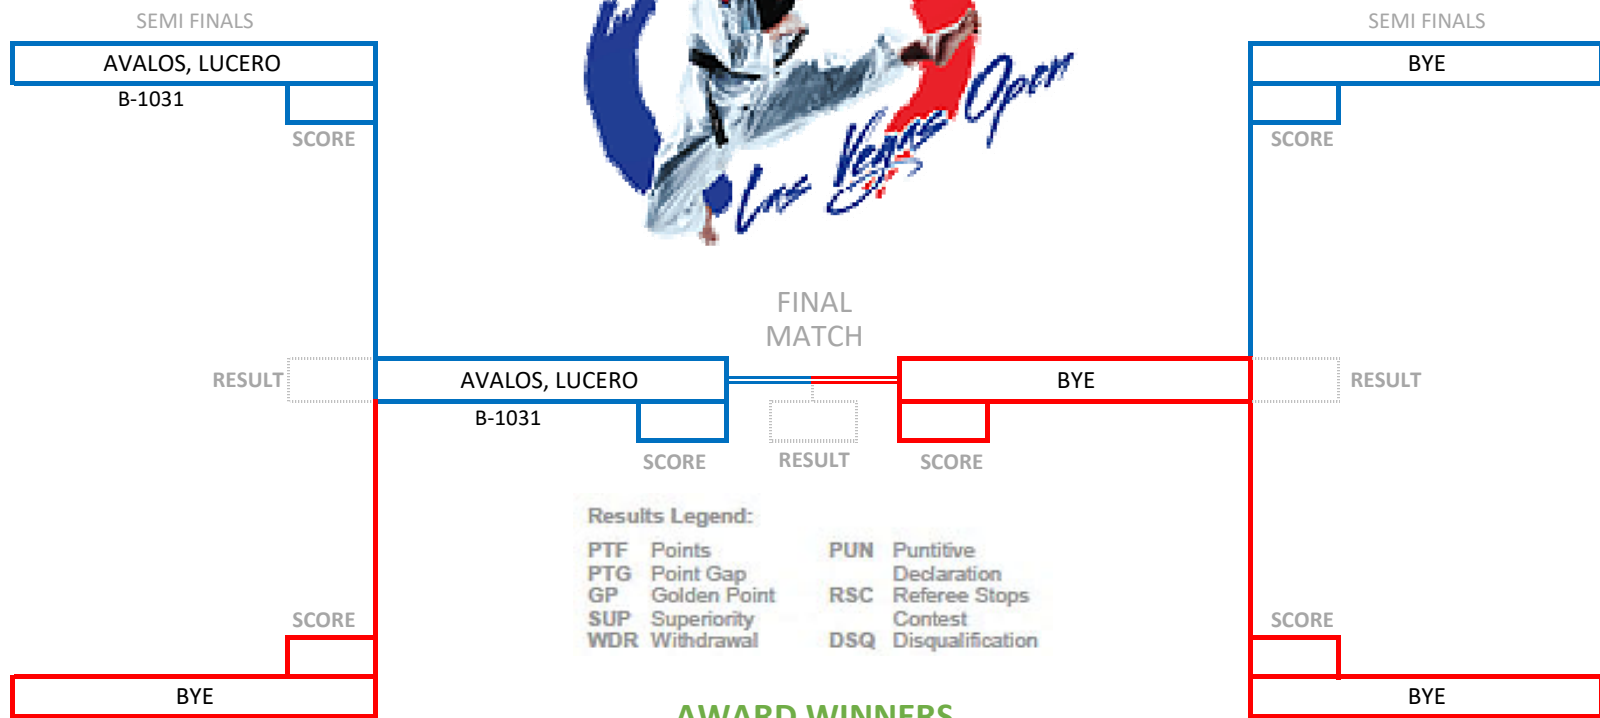 SEMI FINALS
SEMI FINALS
AVALOS, LUCERO
BYE
B-1031
SCORE
SCORE
Las Vegas Open
FINAL
MATCH
RESULT
AVALOS, LUCERO
BYE
RESULT
B-1031
SCORE
RESULT
SCORE
Results Legend:
PTF Points
PTG Point Gap
GP Golden Point
SUP Superiority
WDR Withdrawal
PUN Puntitive
Declaration
RSC Referee Stops
Contest
DSQ Disqualification
SCORE
SCORE
BYE
BYE
AWARD WINNERS